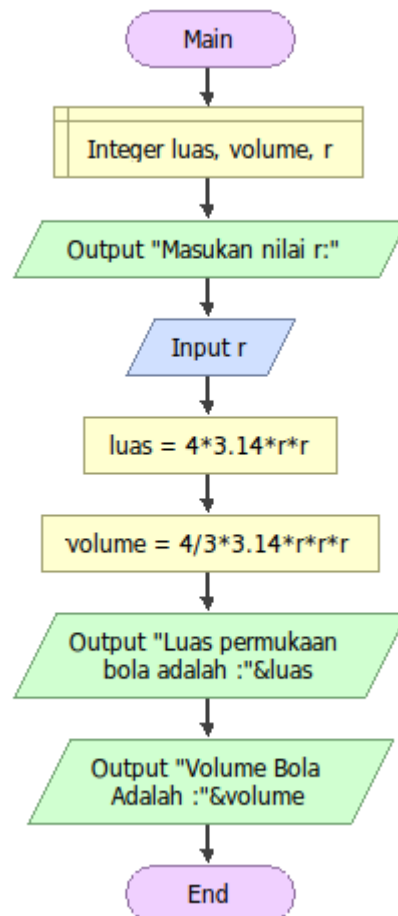 Main
Integer luas, volume, r
Output "Masukan nilai r:"
Input r
luas = 4*3.14*r*r
volume = 4/3*3.14*r*r*r
Output "Luas permukaan
bola adalah :"&luas
Output "Volume Bola
Adalah :"&volume
End